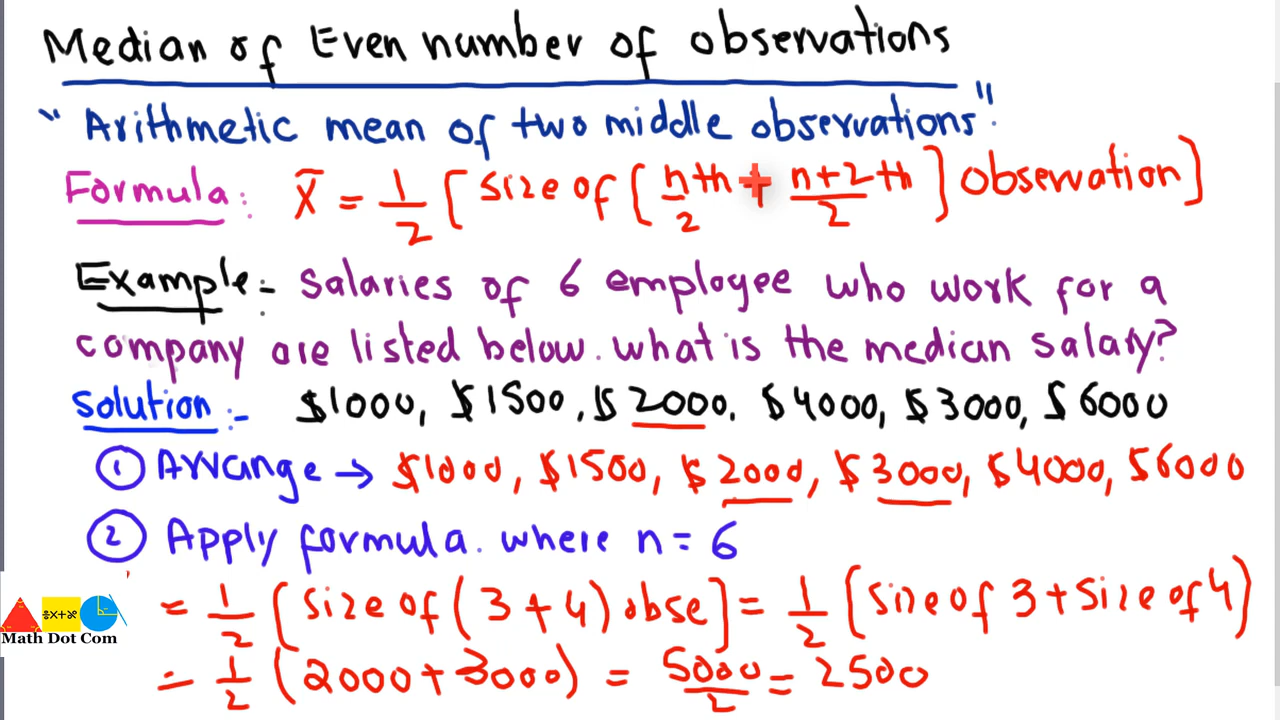 Median of Even number of observations
"Arithmetic mean of two middle observations"
Formula: X̄ = 1/2 [size of [n/2 th + n+2/2 th] observation]
Example:- Salaries of 6 employee who work for a
company are listed below. what is the median salary?
Solution:- $1000, $1500, $2000, $4000, $3000, $6000
① Arrange → $1000, $1500, $2000, $3000, $4000, $6000
② Apply formula. where n = 6
= 1/2 [size of (3 + 4) obse] = 1/2 [size of 3 + size of 4]
= 1/2 (2000 + 3000) = 5000/2 = 2500
÷X+%
Math Dot Com